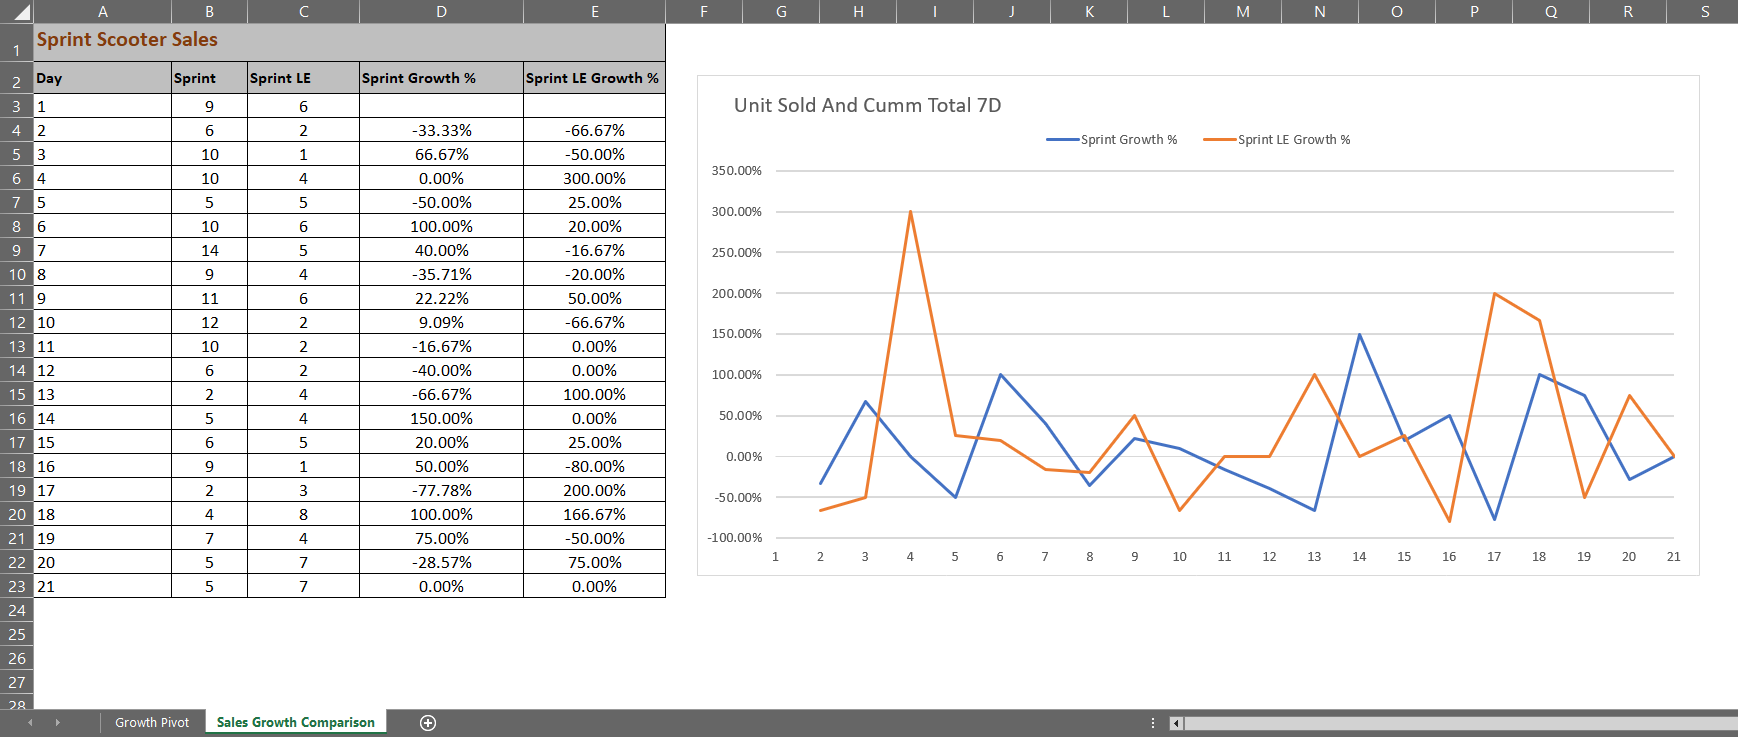 A B C D E F G H I J K L M N O P Q R S
1 Sprint Scooter Sales
2 Day Sprint Sprint LE Sprint Growth % Sprint LE Growth %
3 1 9 6
4 2 6 2 -33.33% -66.67%
5 3 10 1 66.67% -50.00%
6 4 10 4 0.00% 300.00%
7 5 5 5 -50.00% 25.00%
8 6 10 6 100.00% 20.00%
9 7 14 5 40.00% -16.67%
10 8 9 4 -35.71% -20.00%
11 9 11 6 22.22% 50.00%
12 10 12 2 9.09% -66.67%
13 11 10 2 -16.67% 0.00%
14 12 6 2 -40.00% 0.00%
15 13 2 4 -66.67% 100.00%
16 14 5 4 150.00% 0.00%
17 15 6 5 20.00% 25.00%
18 16 9 1 50.00% -80.00%
19 17 2 3 -77.78% 200.00%
20 18 4 8 100.00% 166.67%
21 19 7 4 75.00% -50.00%
22 20 5 7 -28.57% 75.00%
23 21 5 7 0.00% 0.00%
24
25
26
27
28
Unit Sold And Cumm Total 7D
Sprint Growth % Sprint LE Growth %
350.00%
300.00%
250.00%
200.00%
150.00%
100.00%
50.00%
0.00%
-50.00%
-100.00%
1 2 3 4 5 6 7 8 9 10 11 12 13 14 15 16 17 18 19 20 21
Growth Pivot Sales Growth Comparison